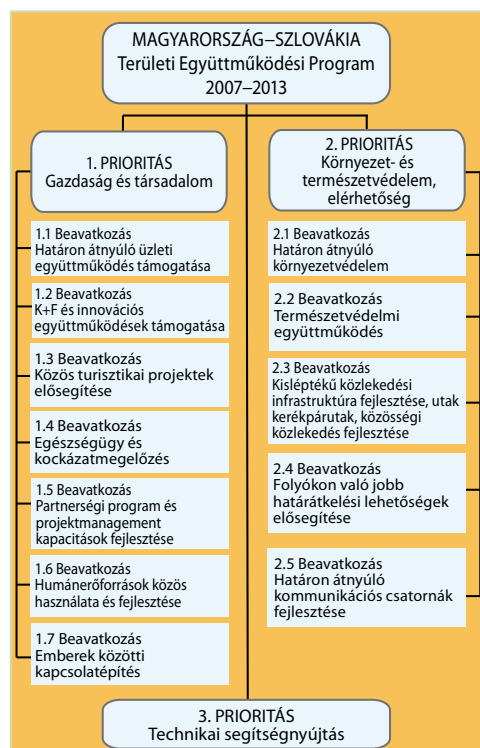 MAGYARORSZÁG–SZLOVÁKIA
Területi Együttműködési Program
2007–2013
1. PRIORITÁS
Gazdaság és társadalom
1.1 Beavatkozás
Határon átnyúló üzleti
együttműködés támogatása
1.2 Beavatkozás
K+F és innovációs
együttműködések támogatása
1.3 Beavatkozás
Közös turisztikai projektek
elősegítése
1.4 Beavatkozás
Egészségügy és
kockázatmegelőzés
1.5 Beavatkozás
Partnerségi program és
projektmanagement
kapacitások fejlesztése
1.6 Beavatkozás
Humánerőforrások közös
használata és fejlesztése
1.7 Beavatkozás
Emberek közötti
kapcsolatépítés
2. PRIORITÁS
Környezet- és
természetvédelem,
elérhetőség
2.1 Beavatkozás
Határon átnyúló
környezetvédelem
2.2 Beavatkozás
Természetvédelmi
együttműködés
2.3 Beavatkozás
Kisléptékű közlekedési
infrastruktúra fejlesztése, utak
kerékpárutak, közösségi
közlekedés fejlesztése
2.4 Beavatkozás
Folyókon való jobb
határátkelési lehetőségek
elősegítése
2.5 Beavatkozás
Határon átnyúló
kommunikációs csatornák
fejlesztése
3. PRIORITÁS
Technikai segítségnyújtás